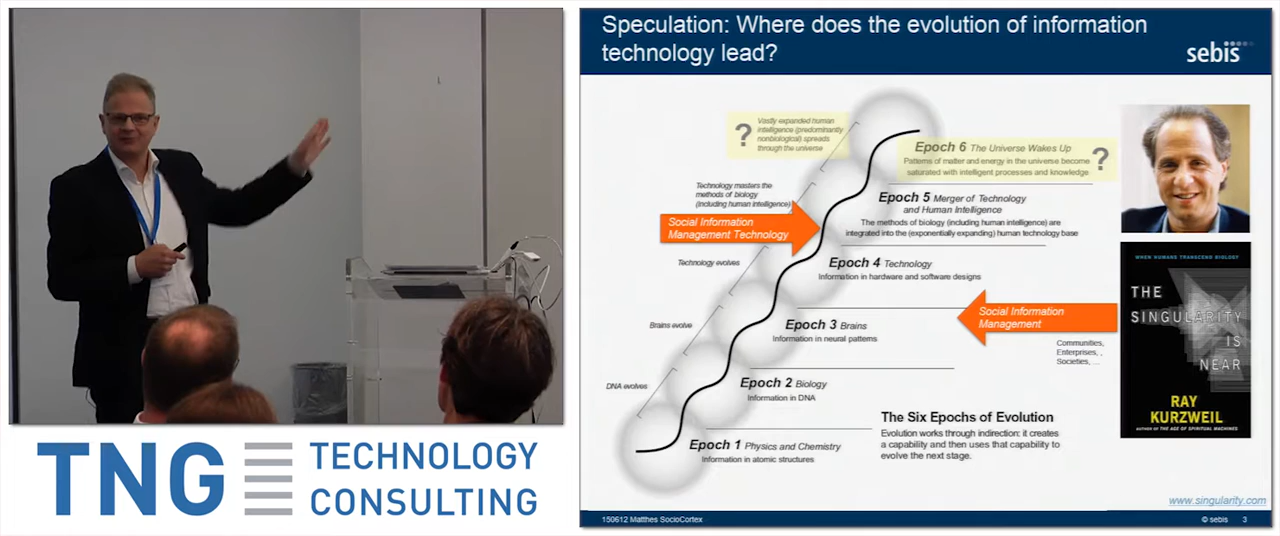 TNG
TECHNOLOGY
CONSULTING
Speculation: Where does the evolution of information
technology lead?
sebis
?
Vastly expanded human
intelligence (predominantly
nonbiological) spreads
through the universe
Epoch 6 The Universe Wakes Up
Patterns of matter and energy in the universe become
saturated with intelligent processes and knowledge
?
Technology masters the
methods of biology
(including human intelligence)
Epoch 5 Merger of Technology
and Human Intelligence
The methods of biology (including human intelligence) are
integrated into the (exponentially expanding) human technology base
Social Information
Management Technology
Technology evolves
Epoch 4 Technology
Information in hardware and software designs
Brains evolve
Epoch 3 Brains
Information in neural patterns
Social Information
Management
Communities,
Enterprises, ,
Societies, ...
DNA evolves
Epoch 2 Biology
Information in DNA
Epoch 1 Physics and Chemistry
Information in atomic structures
The Six Epochs of Evolution
Evolution works through indirection: it creates
a capability and then uses that capability to
evolve the next stage.
WHEN HUMANS TRANSCEND BIOLOGY
THE
SINGULARITY
IS
NEAR
RAY
KURZWEIL
AUTHOR OF THE AGE OF SPIRITUAL MACHINES
www.singularity.com
150612 Matthes SocioCortex
© sebis 3